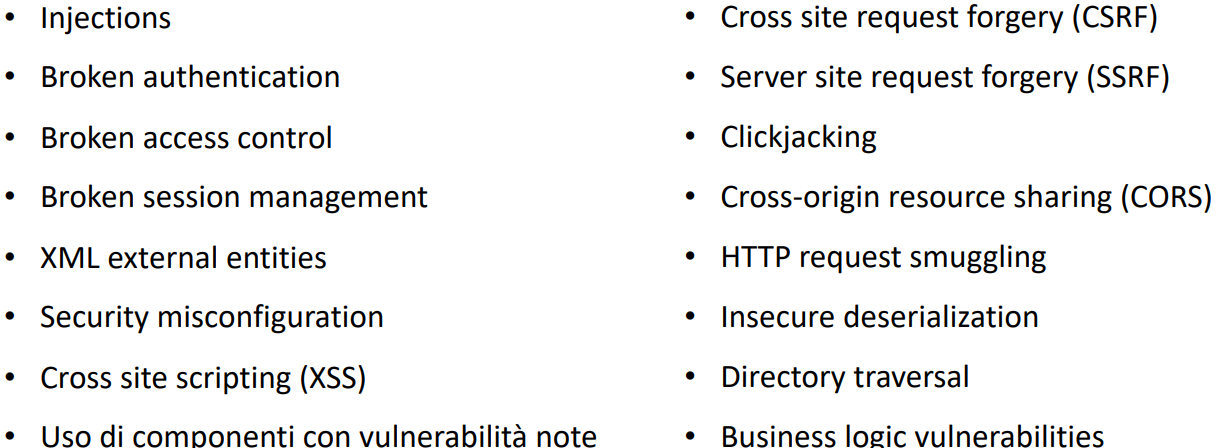 • Injections
• Broken authentication
• Broken access control
• Broken session management
• XML external entities
• Security misconfiguration
• Cross site scripting (XSS)
• Uso di componenti con vulnerabilità note
• Cross site request forgery (CSRF)
• Server site request forgery (SSRF)
• Clickjacking
• Cross-origin resource sharing (CORS)
• HTTP request smuggling
• Insecure deserialization
• Directory traversal
• Business logic vulnerabilities